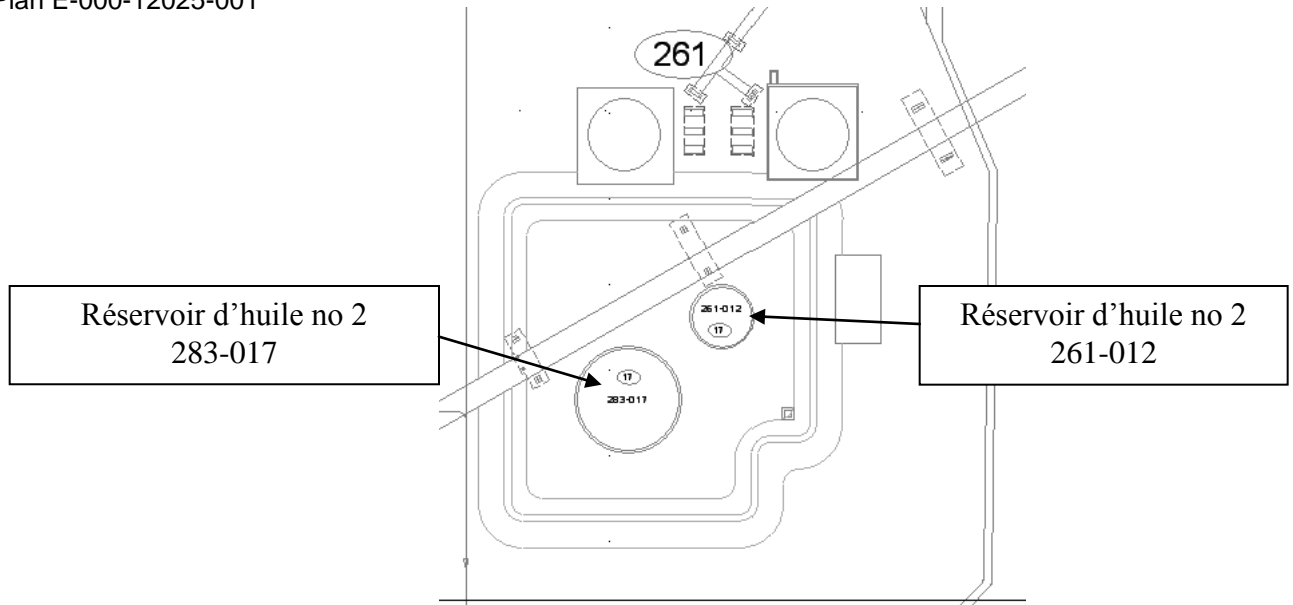 Plan E-000-12025-001
261
Réservoir d’huile no 2
283-017
261-012
17
Réservoir d’huile no 2
261-012
17
283-017